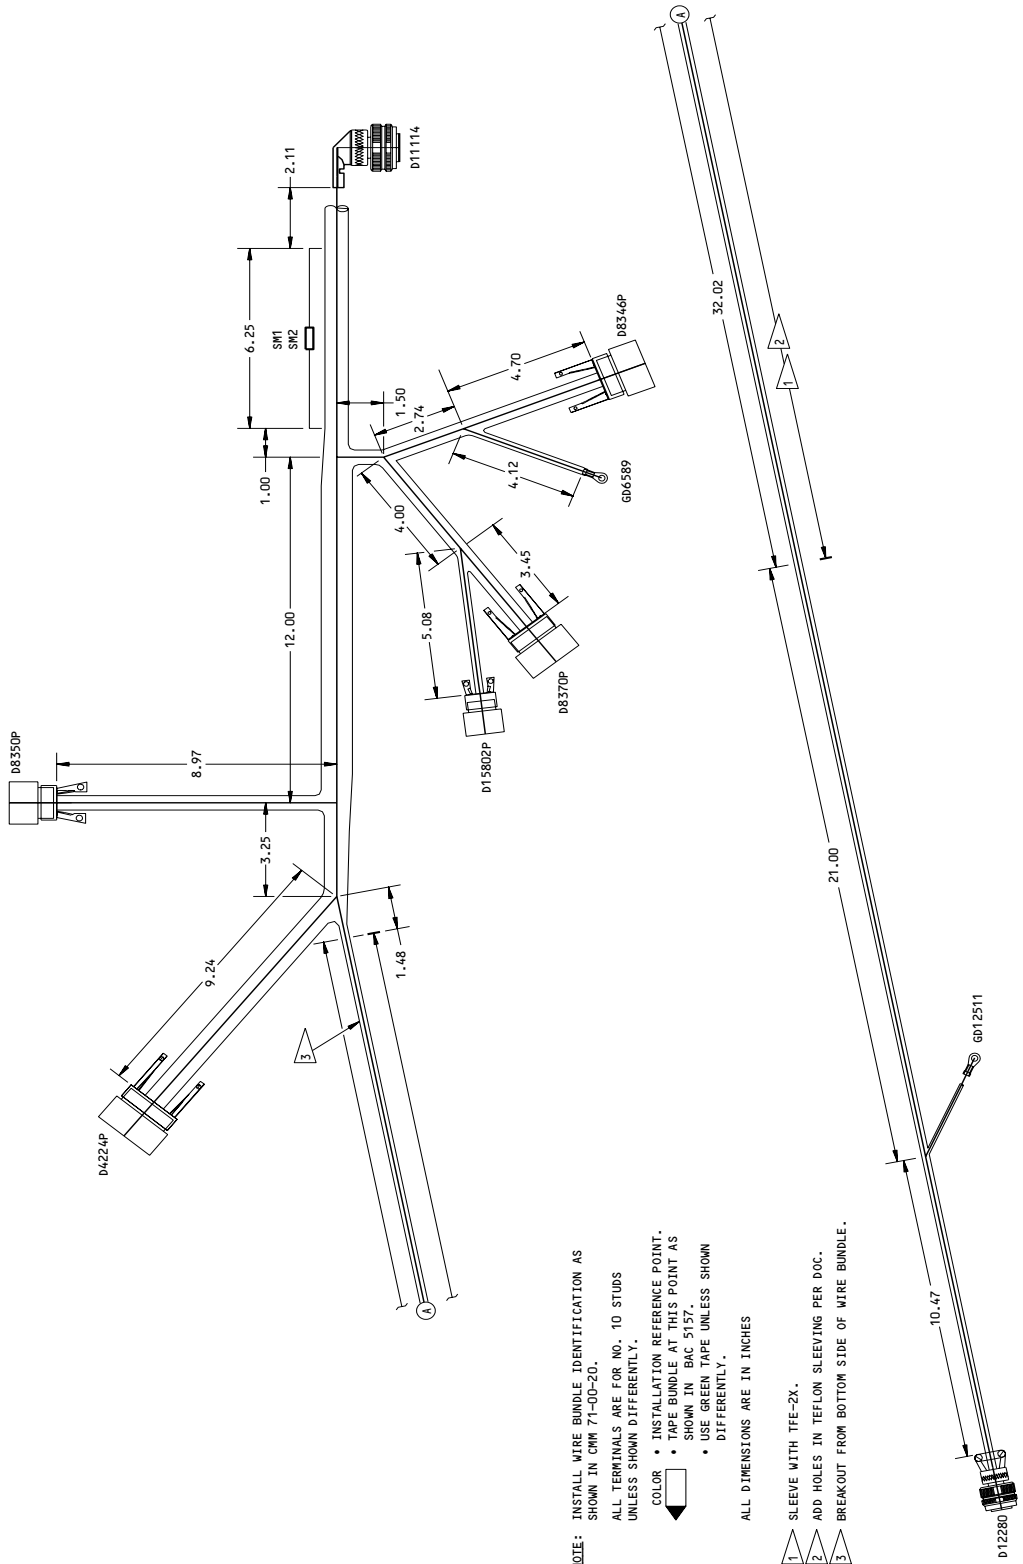 D8350P
D4224P
D15802P
D8370P
GD6589
D8346P
D11114
2.11
6.25
SM1
SM2
1.00
12.00
8.97
3.25
9.24
1.48
3
1.50
2.74
4.70
4.12
4.00
3.45
5.08
A
A
32.02
2
1
21.00
10.47
GD12511
D12280
OTE: INSTALL WIRE BUNDLE IDENTIFICATION AS
SHOWN IN CMM 71-00-20.
ALL TERMINALS ARE FOR NO. 10 STUDS
UNLESS SHOWN DIFFERENTLY.
COLOR • INSTALLATION REFERENCE POINT.
• TAPE BUNDLE AT THIS POINT AS
SHOWN IN BAC 5157.
• USE GREEN TAPE UNLESS SHOWN
DIFFERENTLY.
ALL DIMENSIONS ARE IN INCHES
1 SLEEVE WITH TFE-2X.
2 ADD HOLES IN TEFLON SLEEVING PER DOC.
3 BREAKOUT FROM BOTTOM SIDE OF WIRE BUNDLE.